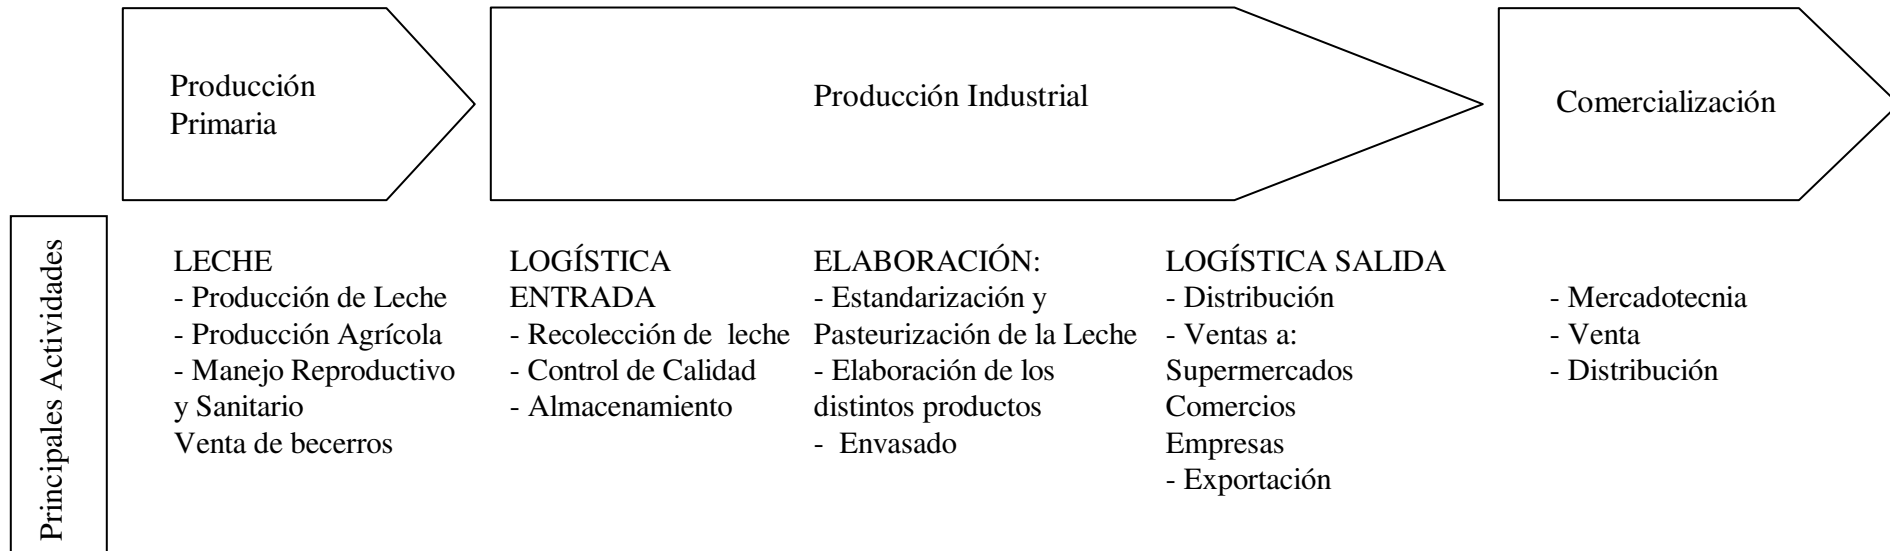 Producción
Primaria
Producción Industrial
Comercialización
Principales Actividades
LECHE
- Producción de Leche
- Producción Agrícola
- Manejo Reproductivo
y Sanitario
Venta de becerros
LOGÍSTICA
ENTRADA
- Recolección de leche
- Control de Calidad
- Almacenamiento
ELABORACIÓN:
- Estandarización y
Pasteurización de la Leche
- Elaboración de los
distintos productos
- Envasado
LOGÍSTICA SALIDA
- Distribución
- Ventas a:
Supermercados
Comercios
Empresas
- Exportación
- Mercadotecnia
- Venta
- Distribución